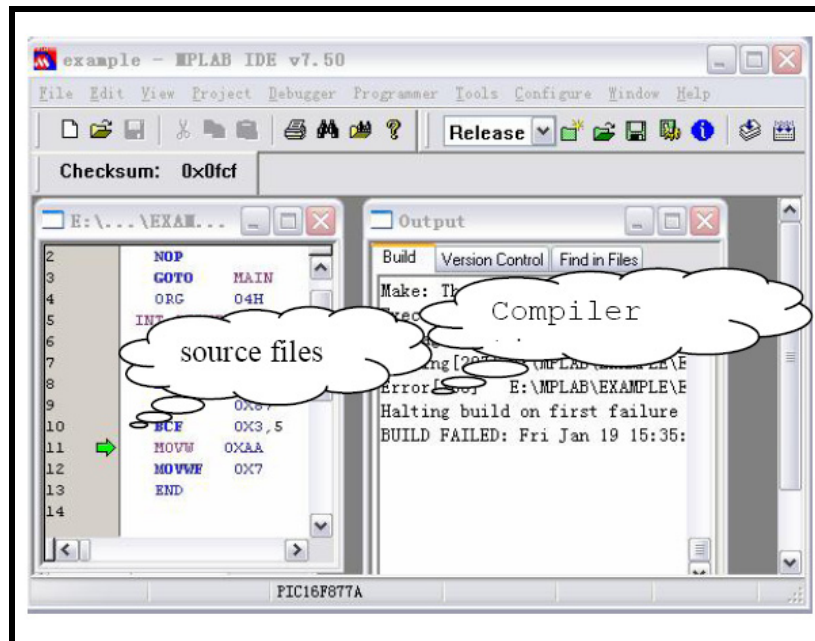 example - MPLAB IDE v7.50
File Edit View Project Debugger Programmer Tools Configure Window Help
Release
Checksum: 0x0fcf
E:\...\EXAM...
2 NOP
3 GOTO MAIN
4 ORG 04H
5 INT
6
7
8
9 0X87
10 BCF 0X3,5
11 MOVW 0XAA
12 MOVWF 0X7
13 END
14
source files
Output
Build Version Control Find in Files
Make: Th
Compiler
E:\MPLAB\EXAMPLE\E
Halting build on first failure
BUILD FAILED: Fri Jan 19 15:35:
PIC16F877A